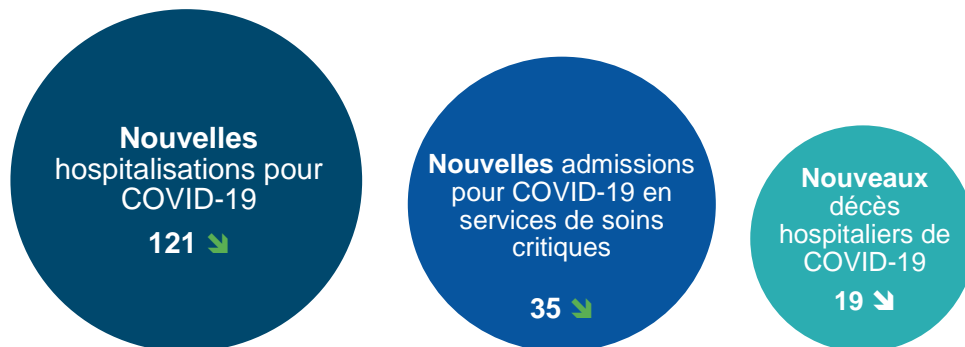 Nouvelles
hospitalisations pour
COVID-19
121 ➘
Nouvelles admissions
pour COVID-19 en
services de soins
critiques
35 ➘
Nouveaux
décès
hospitaliers de
COVID-19
19 ➘